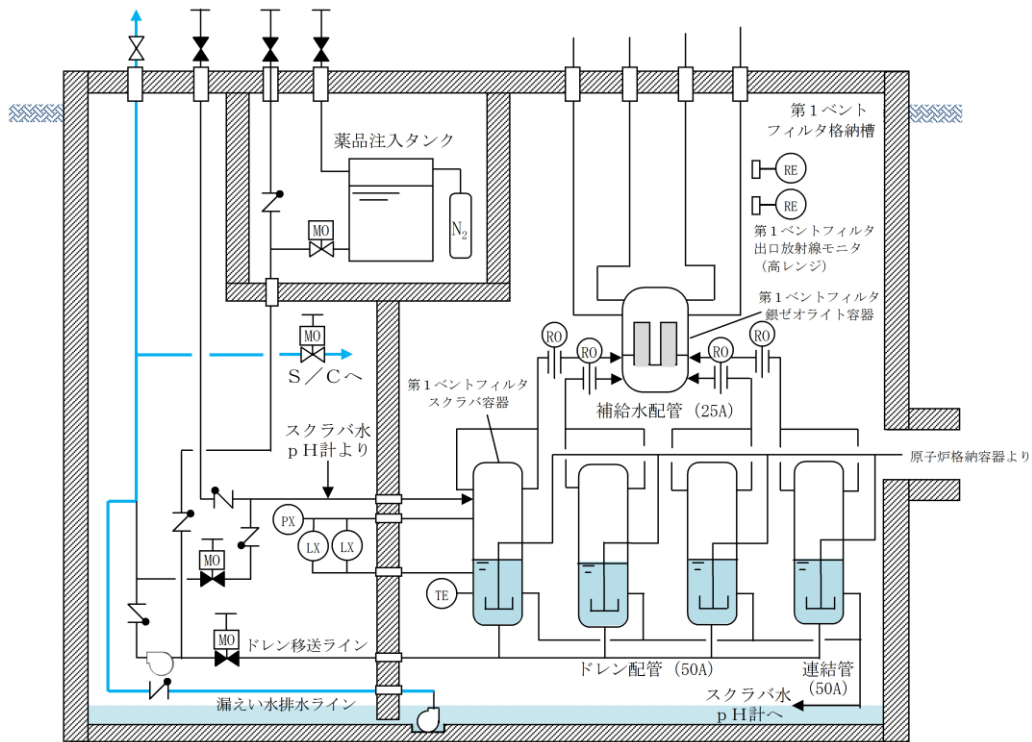 第１ベント
フィルタ格納槽
薬品注入タンク
RE
RE
MO
N₂
第１ベントフィルタ
出口放射線モニタ
（高レンジ）
第１ベントフィルタ
銀ゼオライト容器
MO
RO
RO
RO
RO
Ｓ／Ｃへ
第１ベントフィルタ
スクラバ容器
補給水配管（25A）
スクラバ水
ｐＨ計より
原子炉格納容器より
PX
LX
LX
MO
TE
MO
ドレン移送ライン
ドレン配管（50A）
連結管
（50A）
漏えい水排水ライン
スクラバ水
ｐＨ計へ